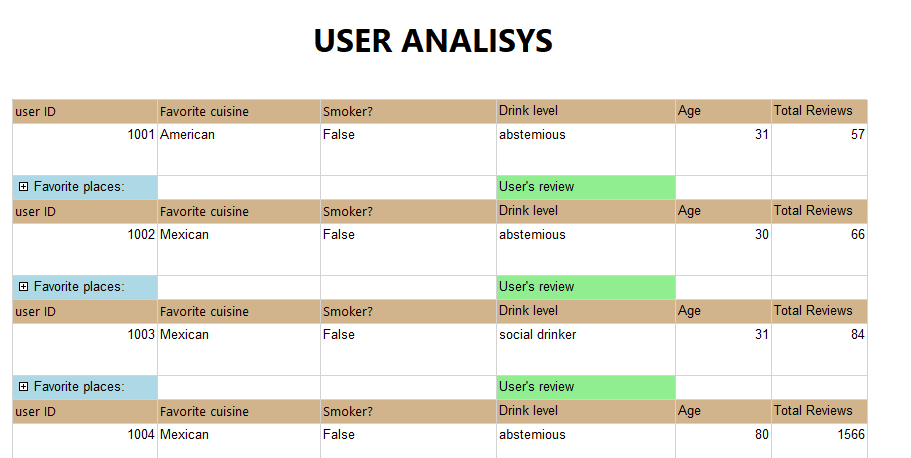 USER ANALISYS
user ID Favorite cuisine Smoker? Drink level Age Total Reviews
1001 American False abstemious 31 57
Favorite places: User's review
user ID Favorite cuisine Smoker? Drink level Age Total Reviews
1002 Mexican False abstemious 30 66
Favorite places: User's review
user ID Favorite cuisine Smoker? Drink level Age Total Reviews
1003 Mexican False social drinker 31 84
Favorite places: User's review
user ID Favorite cuisine Smoker? Drink level Age Total Reviews
1004 Mexican False abstemious 80 1566